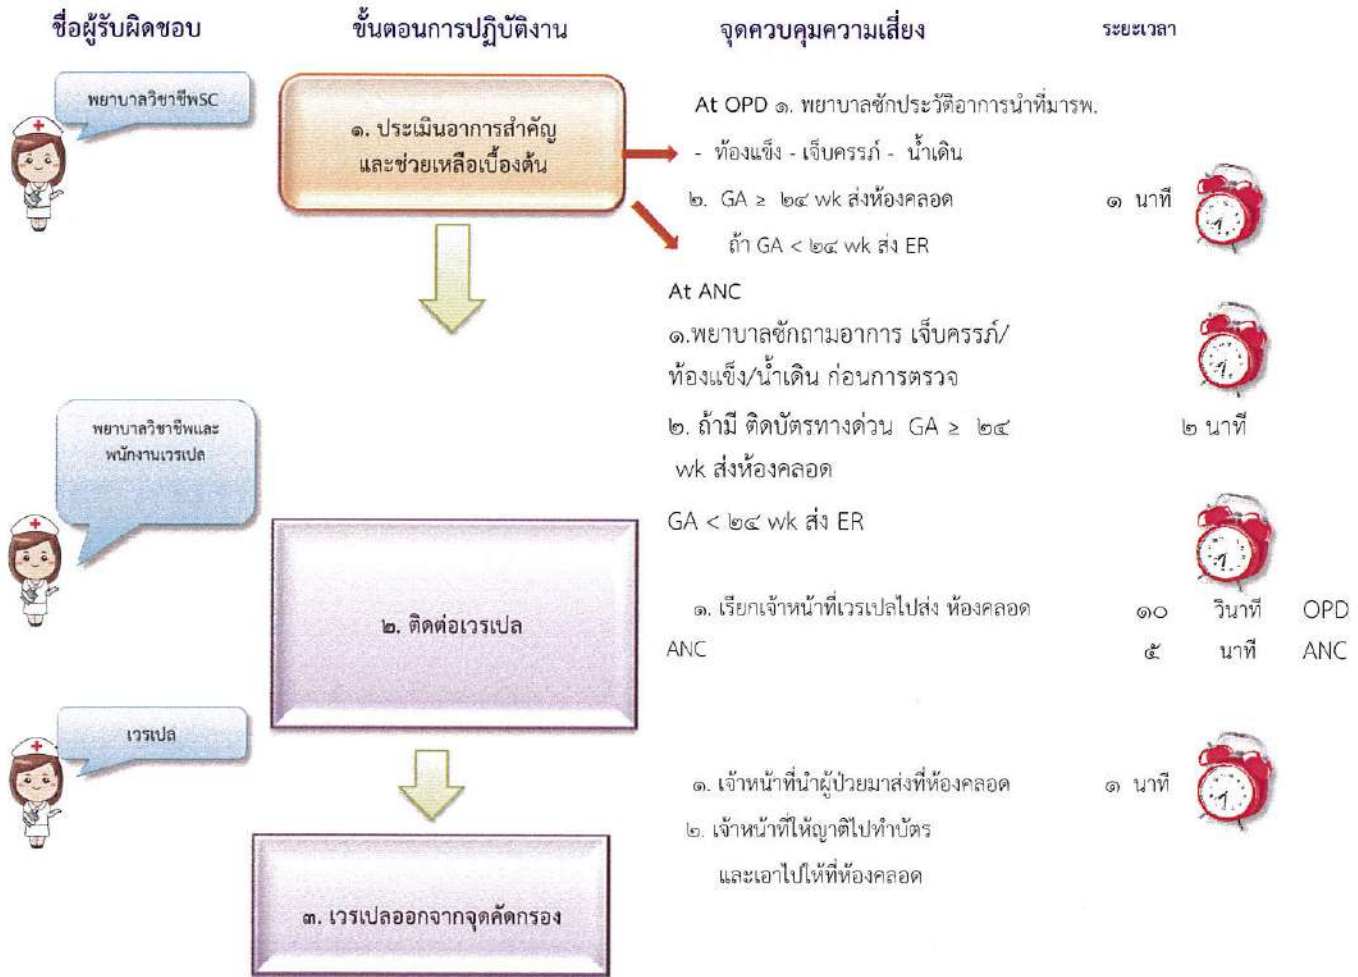 ชื่อผู้รับผิดชอบ ขั้นตอนการปฏิบัติงาน จุดควบคุมความเสี่ยง ระยะเวลา
พยาบาลวิชาชีพSC
๑. ประเมินอาการสำคัญ
และช่วยเหลือเบื้องต้น
At OPD ๑. พยาบาลซักประวัติอาการนำที่มารพ.
- ท้องแข็ง - เจ็บครรภ์ - น้ำเดิน
๒. GA ≥ ๒๔ wk ส่งห้องคลอด ๑ นาที
ถ้า GA < ๒๔ wk ส่ง ER
At ANC
๑.พยาบาลซักถามอาการ เจ็บครรภ์/
ท้องแข็ง/น้ำเดิน ก่อนการตรวจ
๒. ถ้ามี ติดบัตรทางด่วน GA ≥ ๒๔ ๒ นาที
wk ส่งห้องคลอด
GA < ๒๔ wk ส่ง ER
พยาบาลวิชาชีพและ
พนักงานเวรเปล
๒. ติดต่อเวรเปล
๑. เรียกเจ้าหน้าที่เวรเปลไปส่ง ห้องคลอด ๑๐ วินาที OPD
ANC ๕ นาที ANC
เวรเปล
๑. เจ้าหน้าที่นำผู้ป่วยมาส่งที่ห้องคลอด ๑ นาที
๒. เจ้าหน้าที่ให้ญาติไปทำบัตร
และเอาไปให้ที่ห้องคลอด
๓. เวรเปลออกจากจุดคัดกรอง